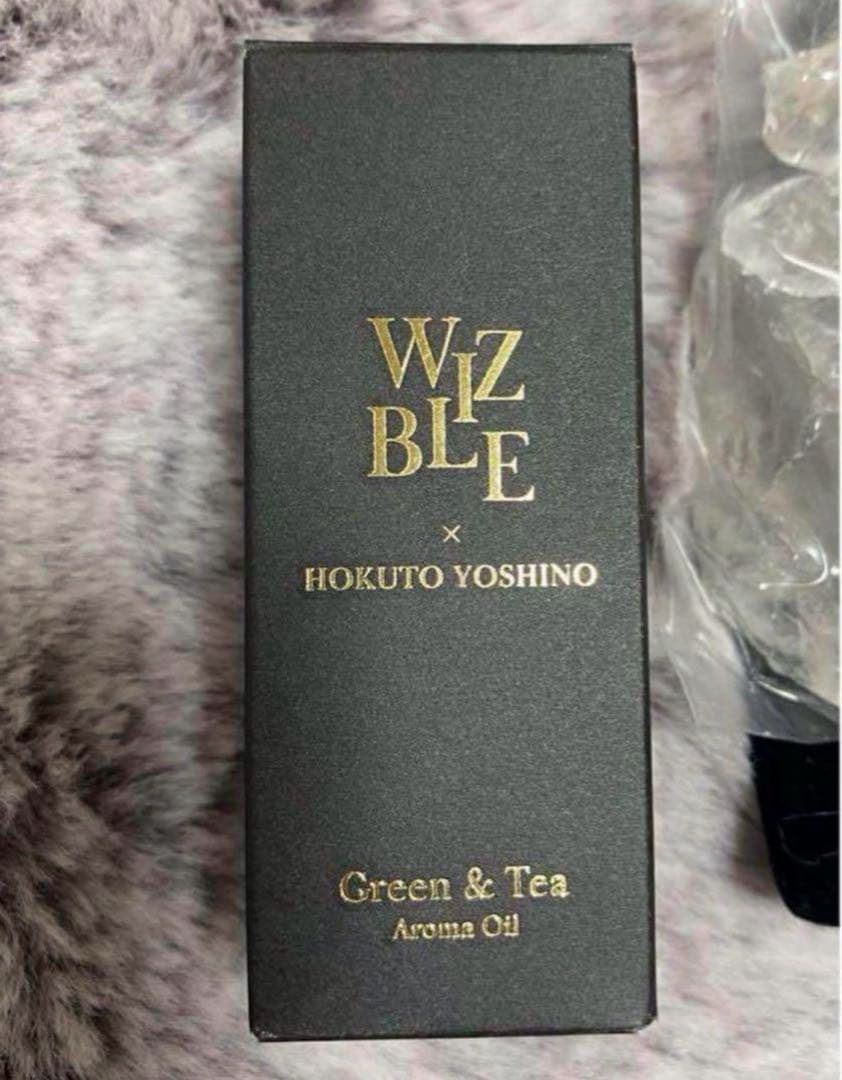 WIZ
BLE
×
HOKUTO YOSHINO
Green & Tea
Aroma Oil